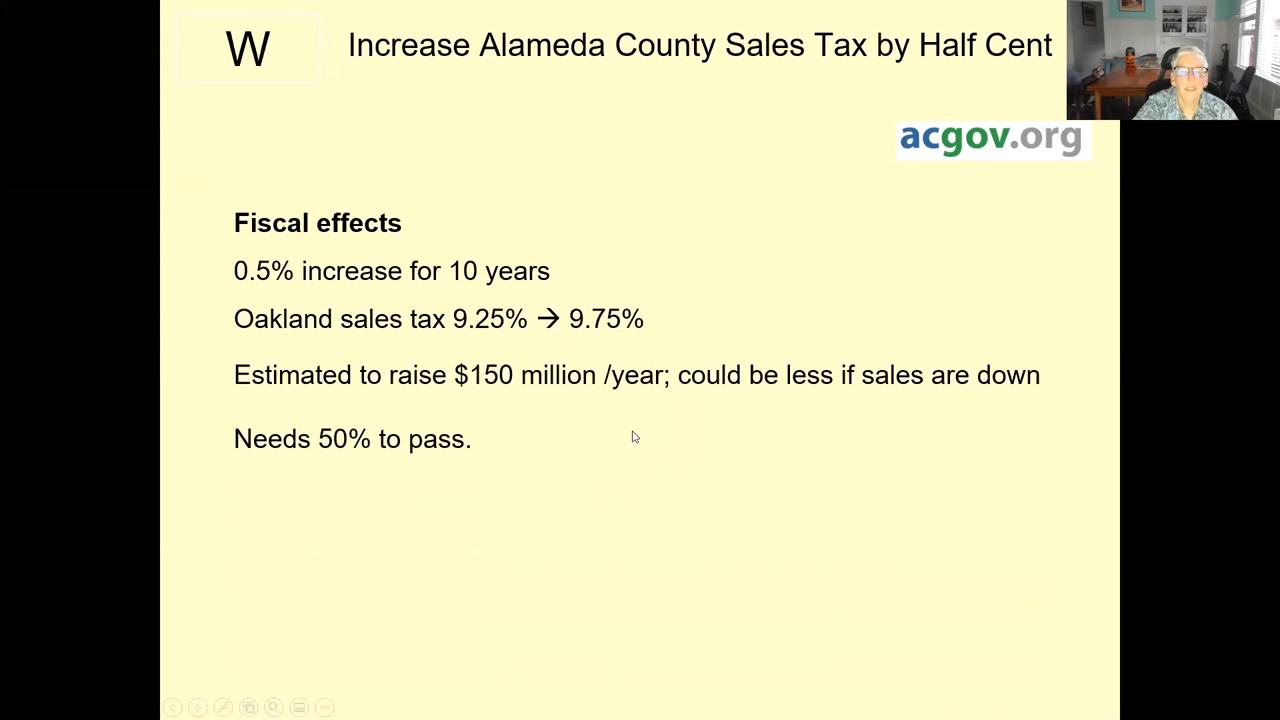 W
Increase Alameda County Sales Tax by Half Cent
acgov.org
Fiscal effects
0.5% increase for 10 years
Oakland sales tax 9.25% → 9.75%
Estimated to raise $150 million /year; could be less if sales are down
Needs 50% to pass.